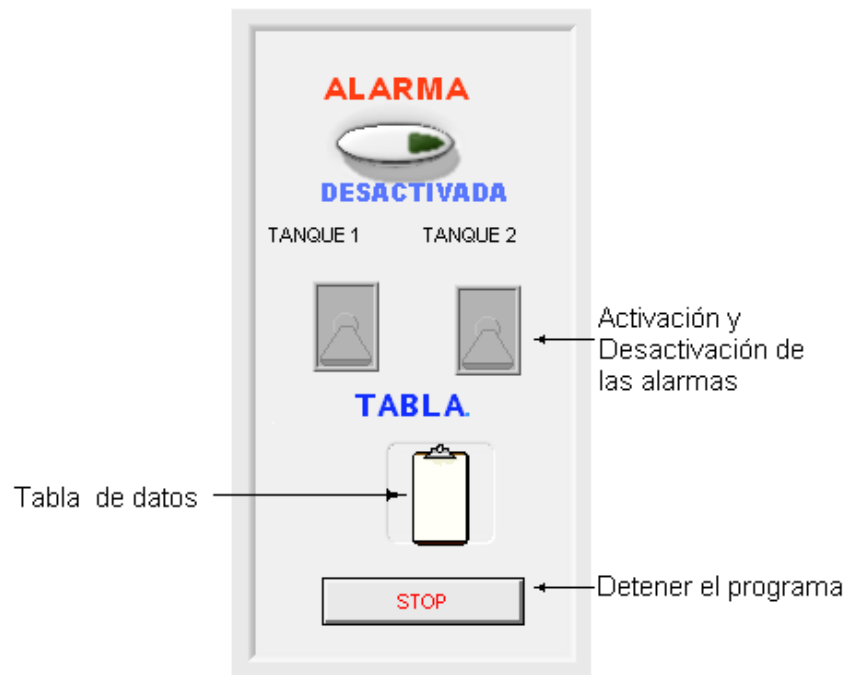 ALARMA
DESACTIVADA
TANQUE 1 TANQUE 2
Activación y
Desactivación de
las alarmas
TABLA.
Tabla de datos
STOP
Detener el programa